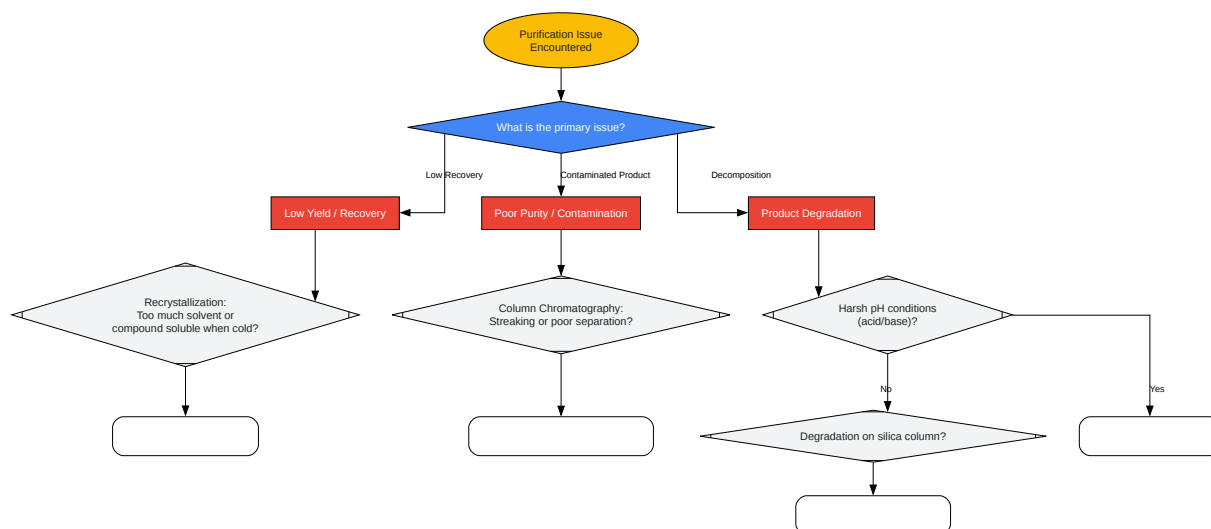 Purification Issue
Encountered
What is the primary issue?
Low Recovery
Contaminated Product
Decomposition
Low Yield / Recovery
Poor Purity / Contamination
Product Degradation
Recrystallization:
Too much solvent or
compound soluble when cold?
Column Chromatography:
Streaking or poor separation?
Harsh pH conditions
(acid/base)?
No
Yes
Degradation on silica column?